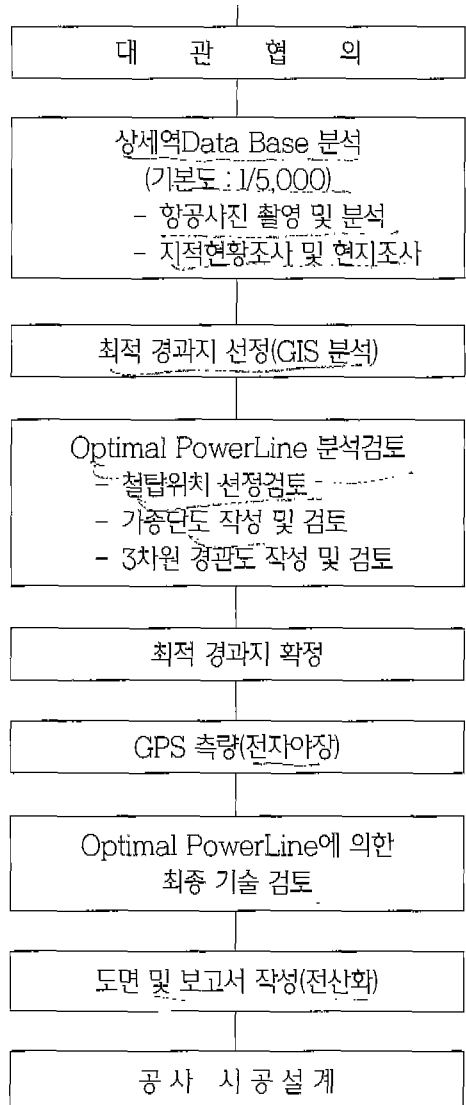 대 관 협 의
상세역Data Base 분석
(기본도 : 1/5,000)
- 항공사진 촬영 및 분석
- 지적현황조사 및 현지조사
최적 경과지 선정(GIS 분석)
Optimal PowerLine 분석검토
- 철탑위치 선정검토
- 가종단도 작성 및 검토
- 3차원 경관도 작성 및 검토
최적 경과지 확정
GPS 측량(전자야장)
Optimal PowerLine에 의한
최종 기술 검토
도면 및 보고서 작성(전산화)
공사 시공설계